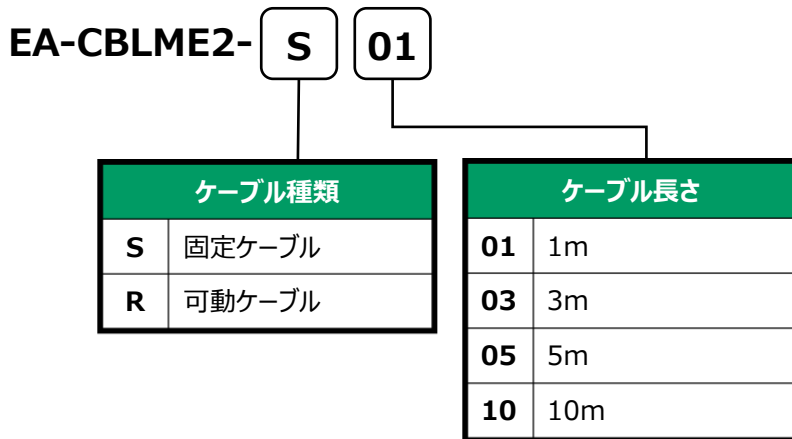 EA-CBLME2- S 01
ケーブル種類
S 固定ケーブル
R 可動ケーブル
ケーブル長さ
01 1m
03 3m
05 5m
10 10m